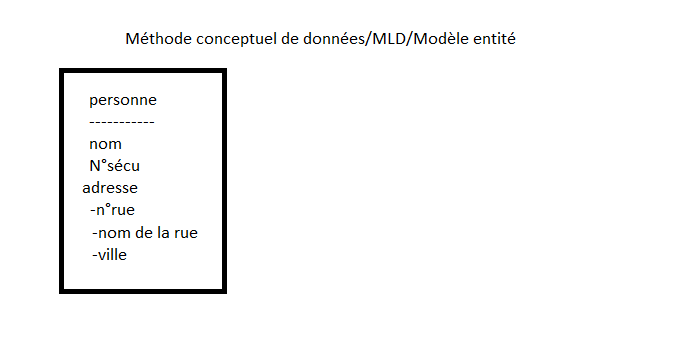 Méthode conceptuel de données/MLD/Modèle entité
personne
-----------
nom
N°sécu
adresse
-n°rue
-nom de la rue
-ville